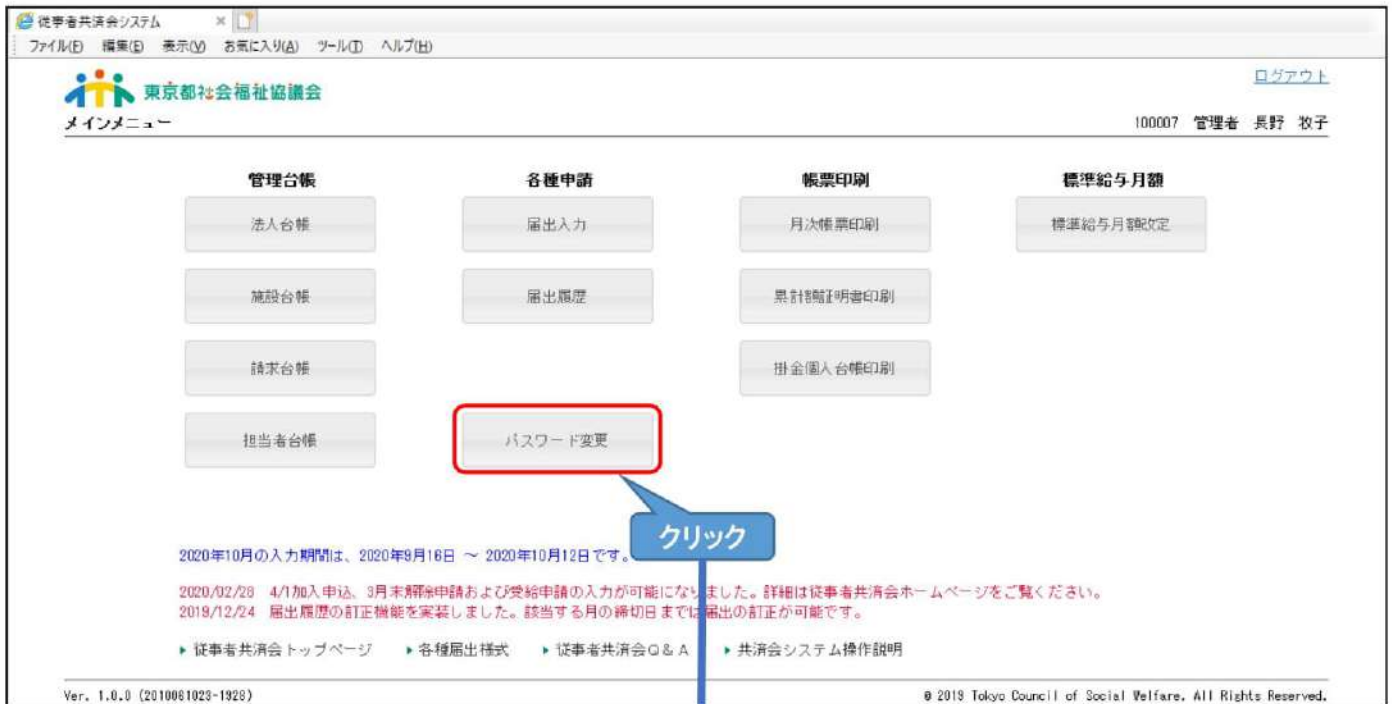 従事者共済会システム
ファイル(F) 編集(E) 表示(V) お気に入り(A) ツール(T) ヘルプ(H)
東京都社会福祉協議会
ログアウト
メインメニュー
100007 管理者 長野 牧子
管理台帳 各種申請 帳票印刷 標準給与月額
法人台帳 届出入力 月次帳票印刷 標準給与月額改定
施設台帳 届出履歴 累計額証明書印刷
請求台帳 掛金個人台帳印刷
担当者台帳 パスワード変更
クリック
2020年10月の入力期間は、2020年9月16日 ～ 2020年10月12日です。
2020/02/28 4/1加入申込、3月末解除申請および受給申請の入力が可能になりました。詳細は従事者共済会ホームページをご覧ください。
2019/12/24 届出履歴の訂正機能を実装しました。該当する月の締切日までは届出の訂正が可能です。
従事者共済会トップページ 各種届出様式 従事者共済会Q&A 共済会システム操作説明
Ver. 1.0.0 (2010061023-1928)
© 2019 Tokyo Council of Social Welfare. All Rights Reserved.